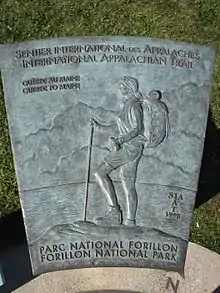 SENTIER INTERNATIONAL DES APPALACHES
INTERNATIONAL APPALACHIAN TRAIL
QUÉBEC AU MAINE
QUEBEC TO MAINE
SIA
PARC NATIONAL FORILLON
FORILLON NATIONAL PARK
N